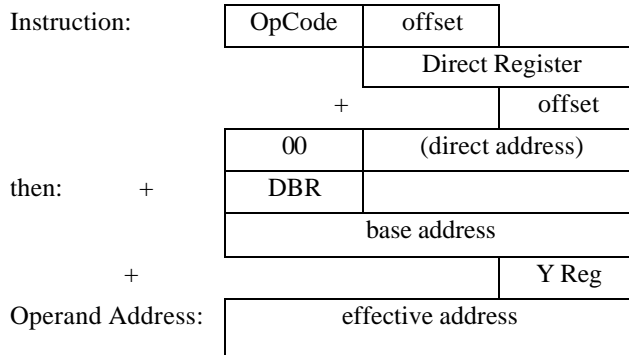 Instruction: OpCode offset
Direct Register
+ offset
00 (direct address)
then: + DBR
base address
+ Y Reg
Operand Address: effective address